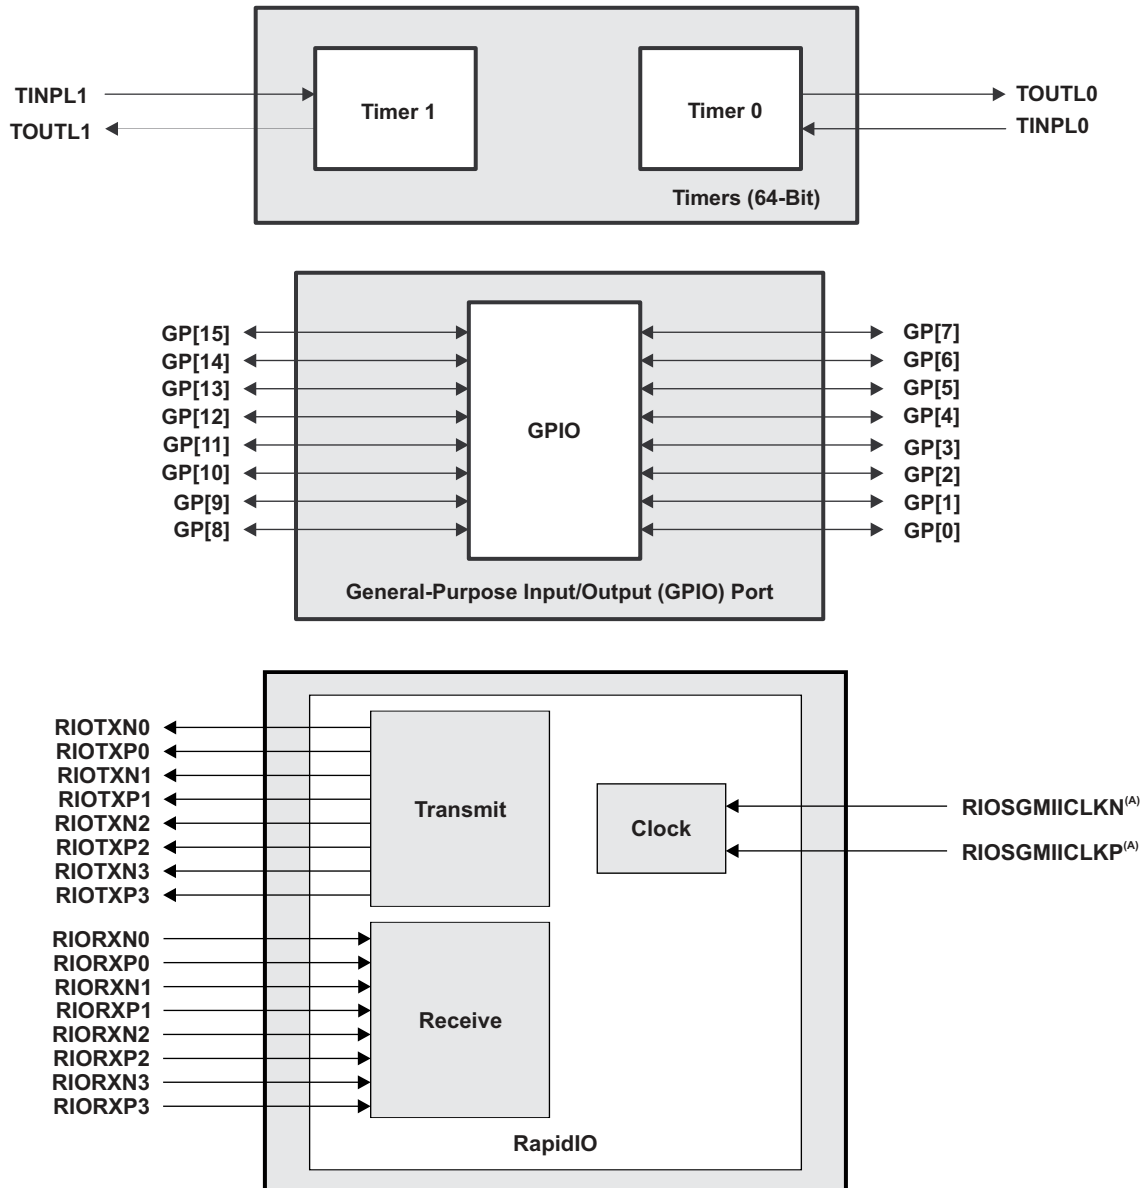 TINPL1
TOUTL1
Timer 1
Timer 0
TOUTL0
TINPL0
Timers (64-Bit)
GP[15]
GP[14]
GP[13]
GP[12]
GP[11]
GP[10]
GP[9]
GP[8]
GPIO
GP[7]
GP[6]
GP[5]
GP[4]
GP[3]
GP[2]
GP[1]
GP[0]
General-Purpose Input/Output (GPIO) Port
RIOTXN0
RIOTXP0
RIOTXN1
RIOTXP1
RIOTXN2
RIOTXP2
RIOTXN3
RIOTXP3
Transmit
Clock
RIOSGMIICLKN(A)
RIOSGMIICLKP(A)
RIORXN0
RIORXP0
RIORXN1
RIORXP1
RIORXN2
RIORXP2
RIORXN3
RIORXP3
Receive
RapidIO